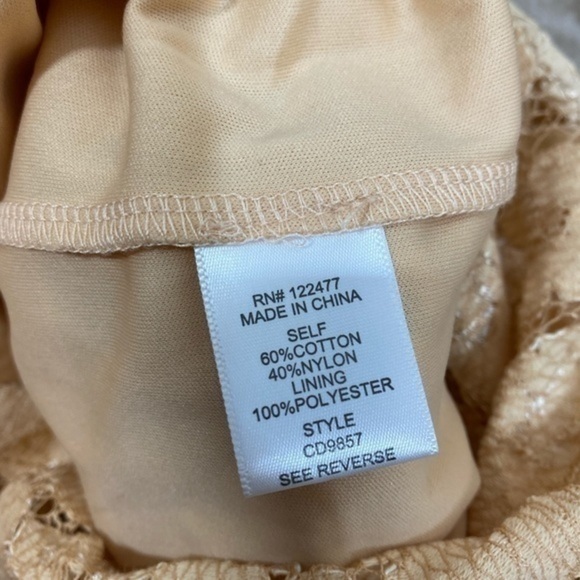 RN# 122477
MADE IN CHINA
SELF
60%COTTON
40%NYLON
LINING
100%POLYESTER
STYLE
CD9857
SEE REVERSE